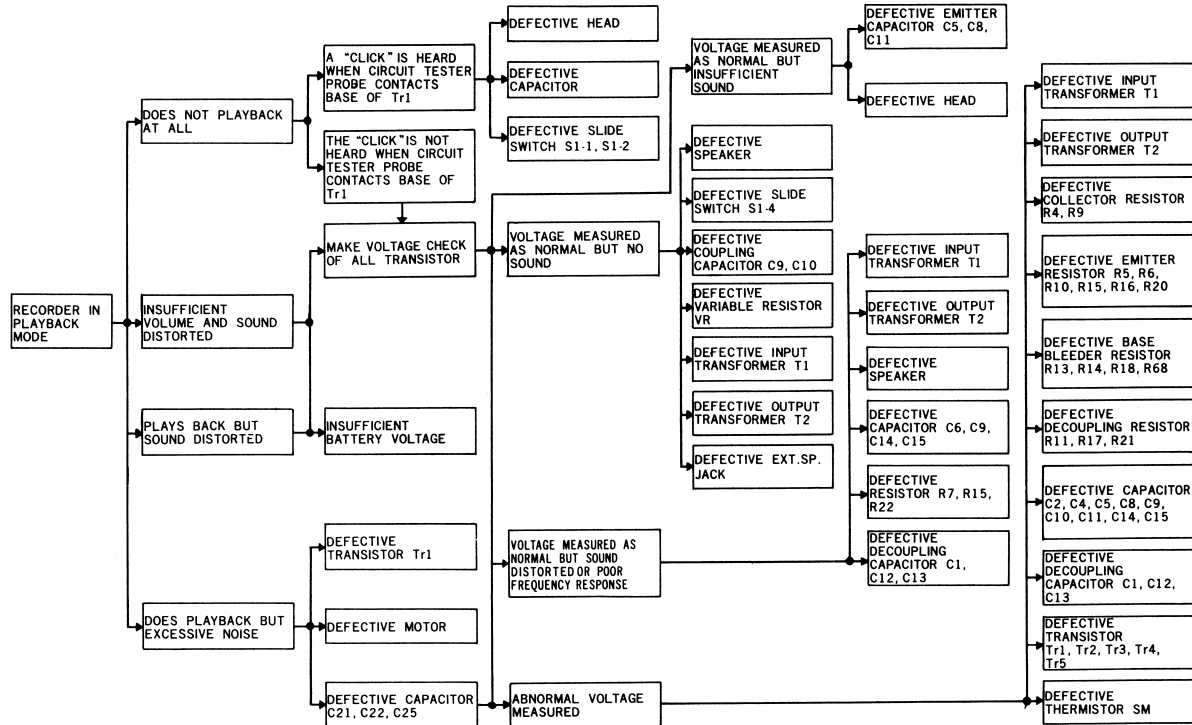 RECORDER IN
PLAYBACK
MODE
DOES NOT PLAYBACK
AT ALL
INSUFFICIENT
VOLUME AND SOUND
DISTORTED
PLAYS BACK BUT
SOUND DISTORTED
DOES PLAYBACK BUT
EXCESSIVE NOISE
A "CLICK" IS HEARD
WHEN CIRCUIT TESTER
PROBE CONTACTS
BASE OF Tr1
THE "CLICK" IS NOT
HEARD WHEN CIRCUIT
TESTER PROBE
CONTACTS BASE OF
Tr1
MAKE VOLTAGE CHECK
OF ALL TRANSISTOR
INSUFFICIENT
BATTERY VOLTAGE
DEFECTIVE
TRANSISTOR Tr1
DEFECTIVE MOTOR
DEFECTIVE CAPACITOR
C21, C22, C25
DEFECTIVE HEAD
DEFECTIVE
CAPACITOR
DEFECTIVE SLIDE
SWITCH S1-1, S1-2
VOLTAGE MEASURED
AS NORMAL BUT NO
SOUND
VOLTAGE MEASURED AS
NORMAL BUT SOUND
DISTORTED OR POOR
FREQUENCY RESPONSE
ABNORMAL VOLTAGE
MEASURED
VOLTAGE MEASURED
AS NORMAL BUT
INSUFFICIENT
SOUND
DEFECTIVE
SPEAKER
DEFECTIVE SLIDE
SWITCH S1-4
DEFECTIVE
COUPLING
CAPACITOR C9, C10
DEFECTIVE
VARIABLE RESISTOR
VR
DEFECTIVE INPUT
TRANSFORMER T1
DEFECTIVE OUTPUT
TRANSFORMER T2
DEFECTIVE EXT.SP.
JACK
DEFECTIVE EMITTER
CAPACITOR C5, C8,
C11
DEFECTIVE HEAD
DEFECTIVE INPUT
TRANSFORMER T1
DEFECTIVE OUTPUT
TRANSFORMER T2
DEFECTIVE
SPEAKER
DEFECTIVE
CAPACITOR C6, C9,
C14, C15
DEFECTIVE
RESISTOR R7, R15,
R22
DEFECTIVE
DECOUPLING
CAPACITOR C1,
C12, C13
DEFECTIVE INPUT
TRANSFORMER T1
DEFECTIVE OUTPUT
TRANSFORMER T2
DEFECTIVE
COLLECTOR RESISTOR
R4, R9
DEFECTIVE EMITTER
RESISTOR R5, R6,
R10, R15, R16, R20
DEFECTIVE BASE
BLEEDER RESISTOR
R13, R14, R18, R68
DEFECTIVE
DECOUPLING RESISTOR
R11, R17, R21
DEFECTIVE CAPACITOR
C2, C4, C5, C8, C9,
C10, C11, C14, C15
DEFECTIVE
DECOUPLING
CAPACITOR C1, C12,
C13
DEFECTIVE
TRANSISTOR
Tr1, Tr2, Tr3, Tr4,
Tr5
DEFECTIVE
THERMISTOR SM